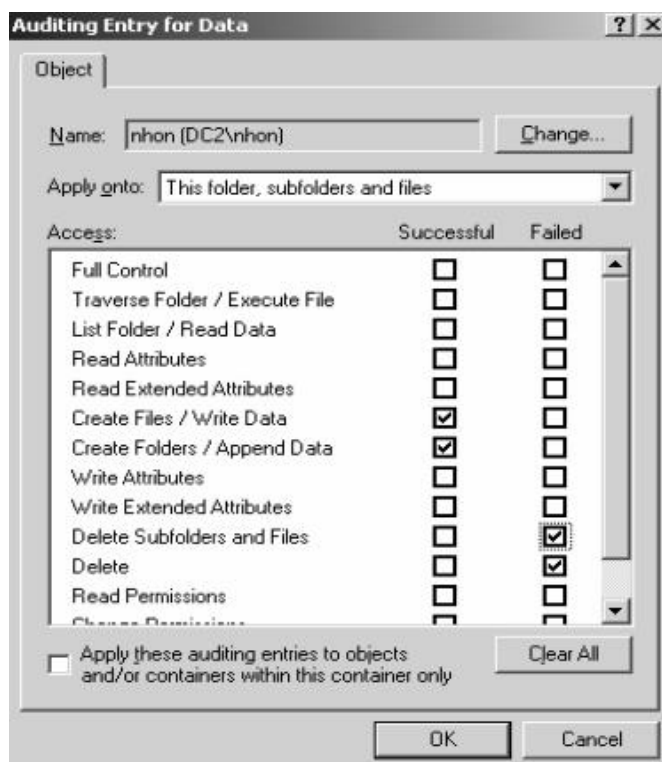 Auditing Entry for Data
Object
Name: nhon (DC2\nhon) Change...
Apply onto: This folder, subfolders and files
Access: Successful Failed
Full Control
Traverse Folder / Execute File
List Folder / Read Data
Read Attributes
Read Extended Attributes
Create Files / Write Data
Create Folders / Append Data
Write Attributes
Write Extended Attributes
Delete Subfolders and Files
Delete
Read Permissions
Apply these auditing entries to objects
and/or containers within this container only
Clear All
OK Cancel